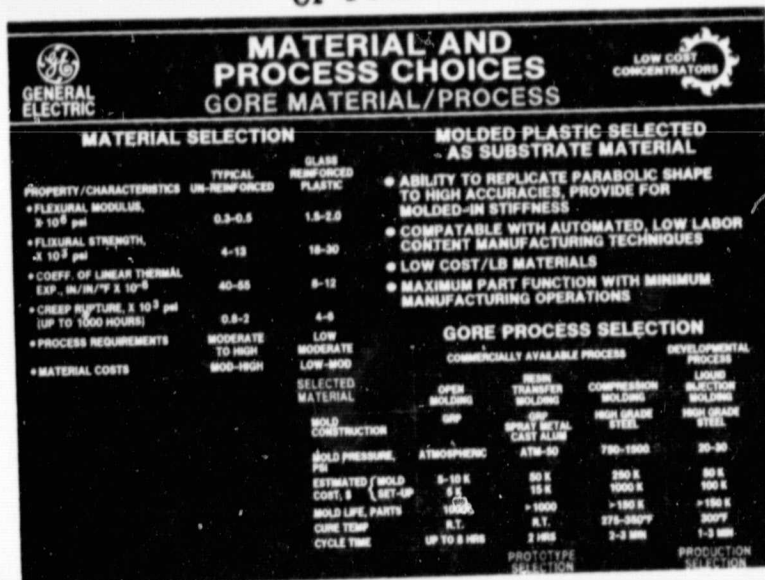 GENERAL
ELECTRIC
MATERIAL AND
PROCESS CHOICES
GORE MATERIAL/PROCESS
LOW COST
CONCENTRATORS
MATERIAL SELECTION
PROPERTY/CHARACTERISTICS TYPICAL UN-REINFORCED GLASS REINFORCED PLASTIC
• FLEXURAL MODULUS,
X 10⁶ psi 0.3-0.5 1.5-2.0
• FLIXURAL STRENGTH,
X 10³ psi 4-13 18-30
• COEFF. OF LINEAR THERMAL
EXP., IN/IN/°F X 10⁻⁶ 40-55 8-12
• CREEP RUPTURE, X 10³ psi
(UP TO 1000 HOURS) 0.8-2 4-6
• PROCESS REQUIREMENTS MODERATE TO HIGH LOW MODERATE
• MATERIAL COSTS MOD-HIGH LOW-MOD
SELECTED
MATERIAL
MOLDED PLASTIC SELECTED
AS SUBSTRATE MATERIAL
• ABILITY TO REPLICATE PARABOLIC SHAPE
TO HIGH ACCURACIES, PROVIDE FOR
MOLDED-IN STIFFNESS
• COMPATABLE WITH AUTOMATED, LOW LABOR
CONTENT MANUFACTURING TECHNIQUES
• LOW COST/LB MATERIALS
• MAXIMUM PART FUNCTION WITH MINIMUM
MANUFACTURING OPERATIONS
GORE PROCESS SELECTION
COMMERCIALLY AVAILABLE PROCESS DEVELOPMENTAL PROCESS
OPEN MOLDING RESIN TRANSFER MOLDING COMPRESSION MOLDING LIQUID INJECTION MOLDING
MOLD CONSTRUCTION GRP GRP SPRAY METAL CAST ALUM HIGH GRADE STEEL HIGH GRADE STEEL
MOLD PRESSURE, PSI ATMOSPHERIC ATM-50 750-1500 20-30
ESTIMATED COST, $ { MOLD 5-10 K 50 K 250 K 50 K
SET-UP 5 K 15 K 1000 K 100 K
MOLD LIFE, PARTS 1000 >1000 >150 K >150 K
CURE TEMP R.T. R.T. 275-350°F 300°F
CYCLE TIME UP TO 8 HRS 2 HRS 2-3 MIN 1-3 MIN
PROTOTYPE SELECTION PRODUCTION SELECTION